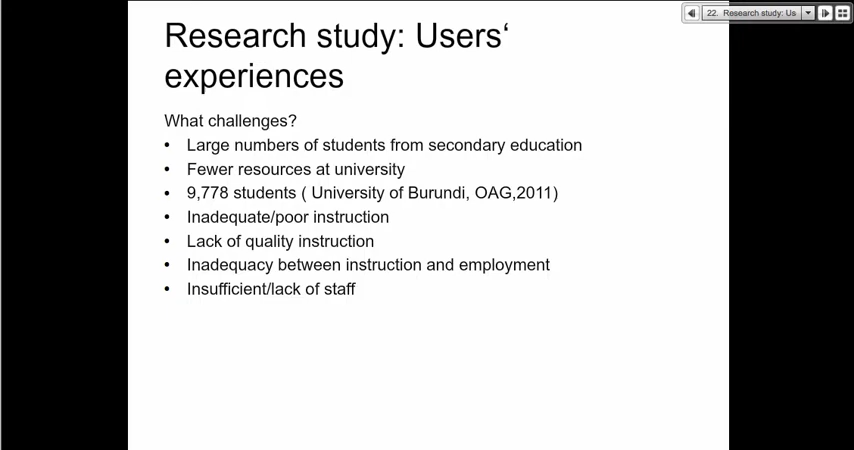 22. Research study: Us
Research study: Users‘
experiences
What challenges?
• Large numbers of students from secondary education
• Fewer resources at university
• 9,778 students ( University of Burundi, OAG,2011)
• Inadequate/poor instruction
• Lack of quality instruction
• Inadequacy between instruction and employment
• Insufficient/lack of staff